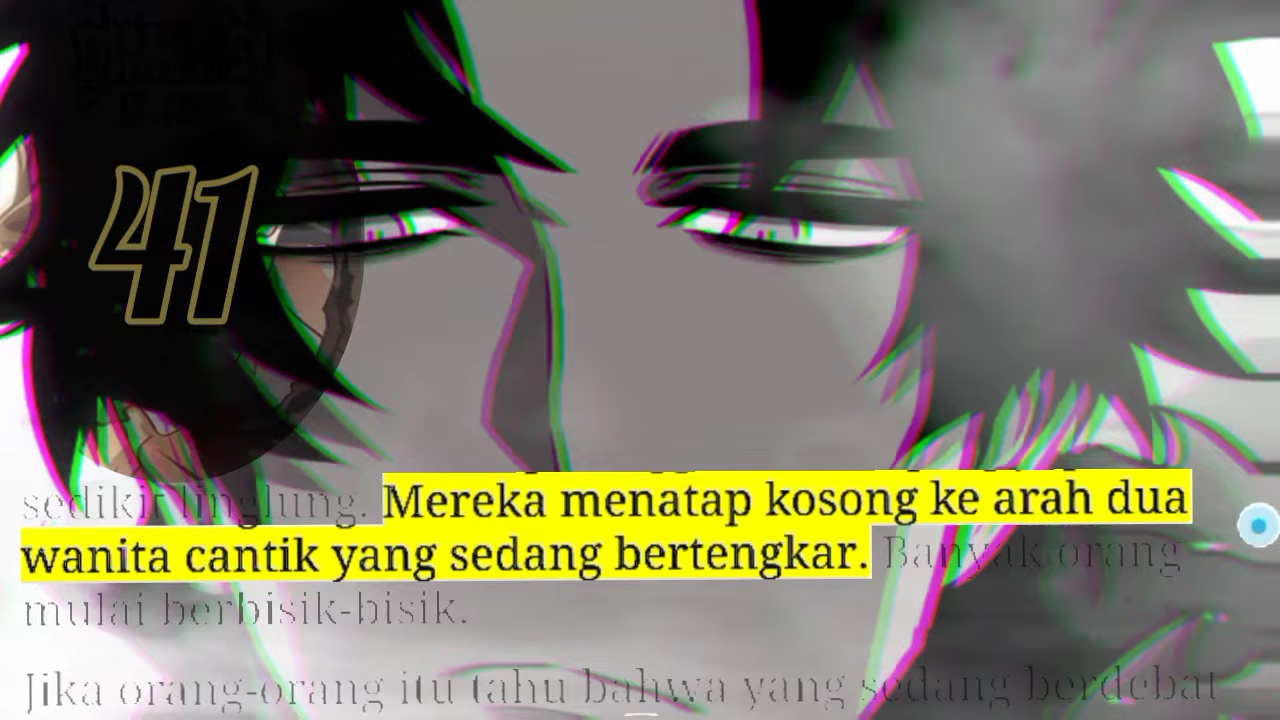 41
sedikit linglung. Mereka menatap kosong ke arah dua
wanita cantik yang sedang bertengkar. Banyak orang
mulai berbisik-bisik.
Jika orang-orang itu tahu bahwa yang sedang berdebat